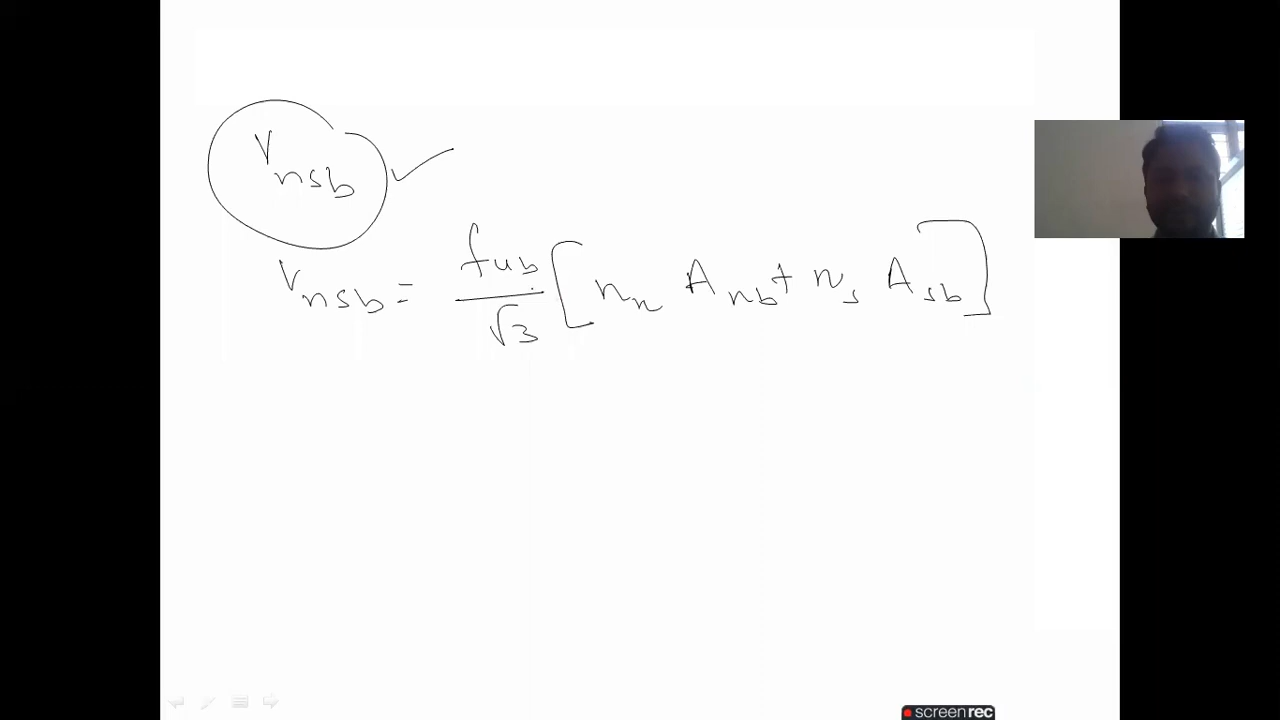 Vnsb
Vnsb = fub/√3 [nn Anb + ns Asb]
screenrec